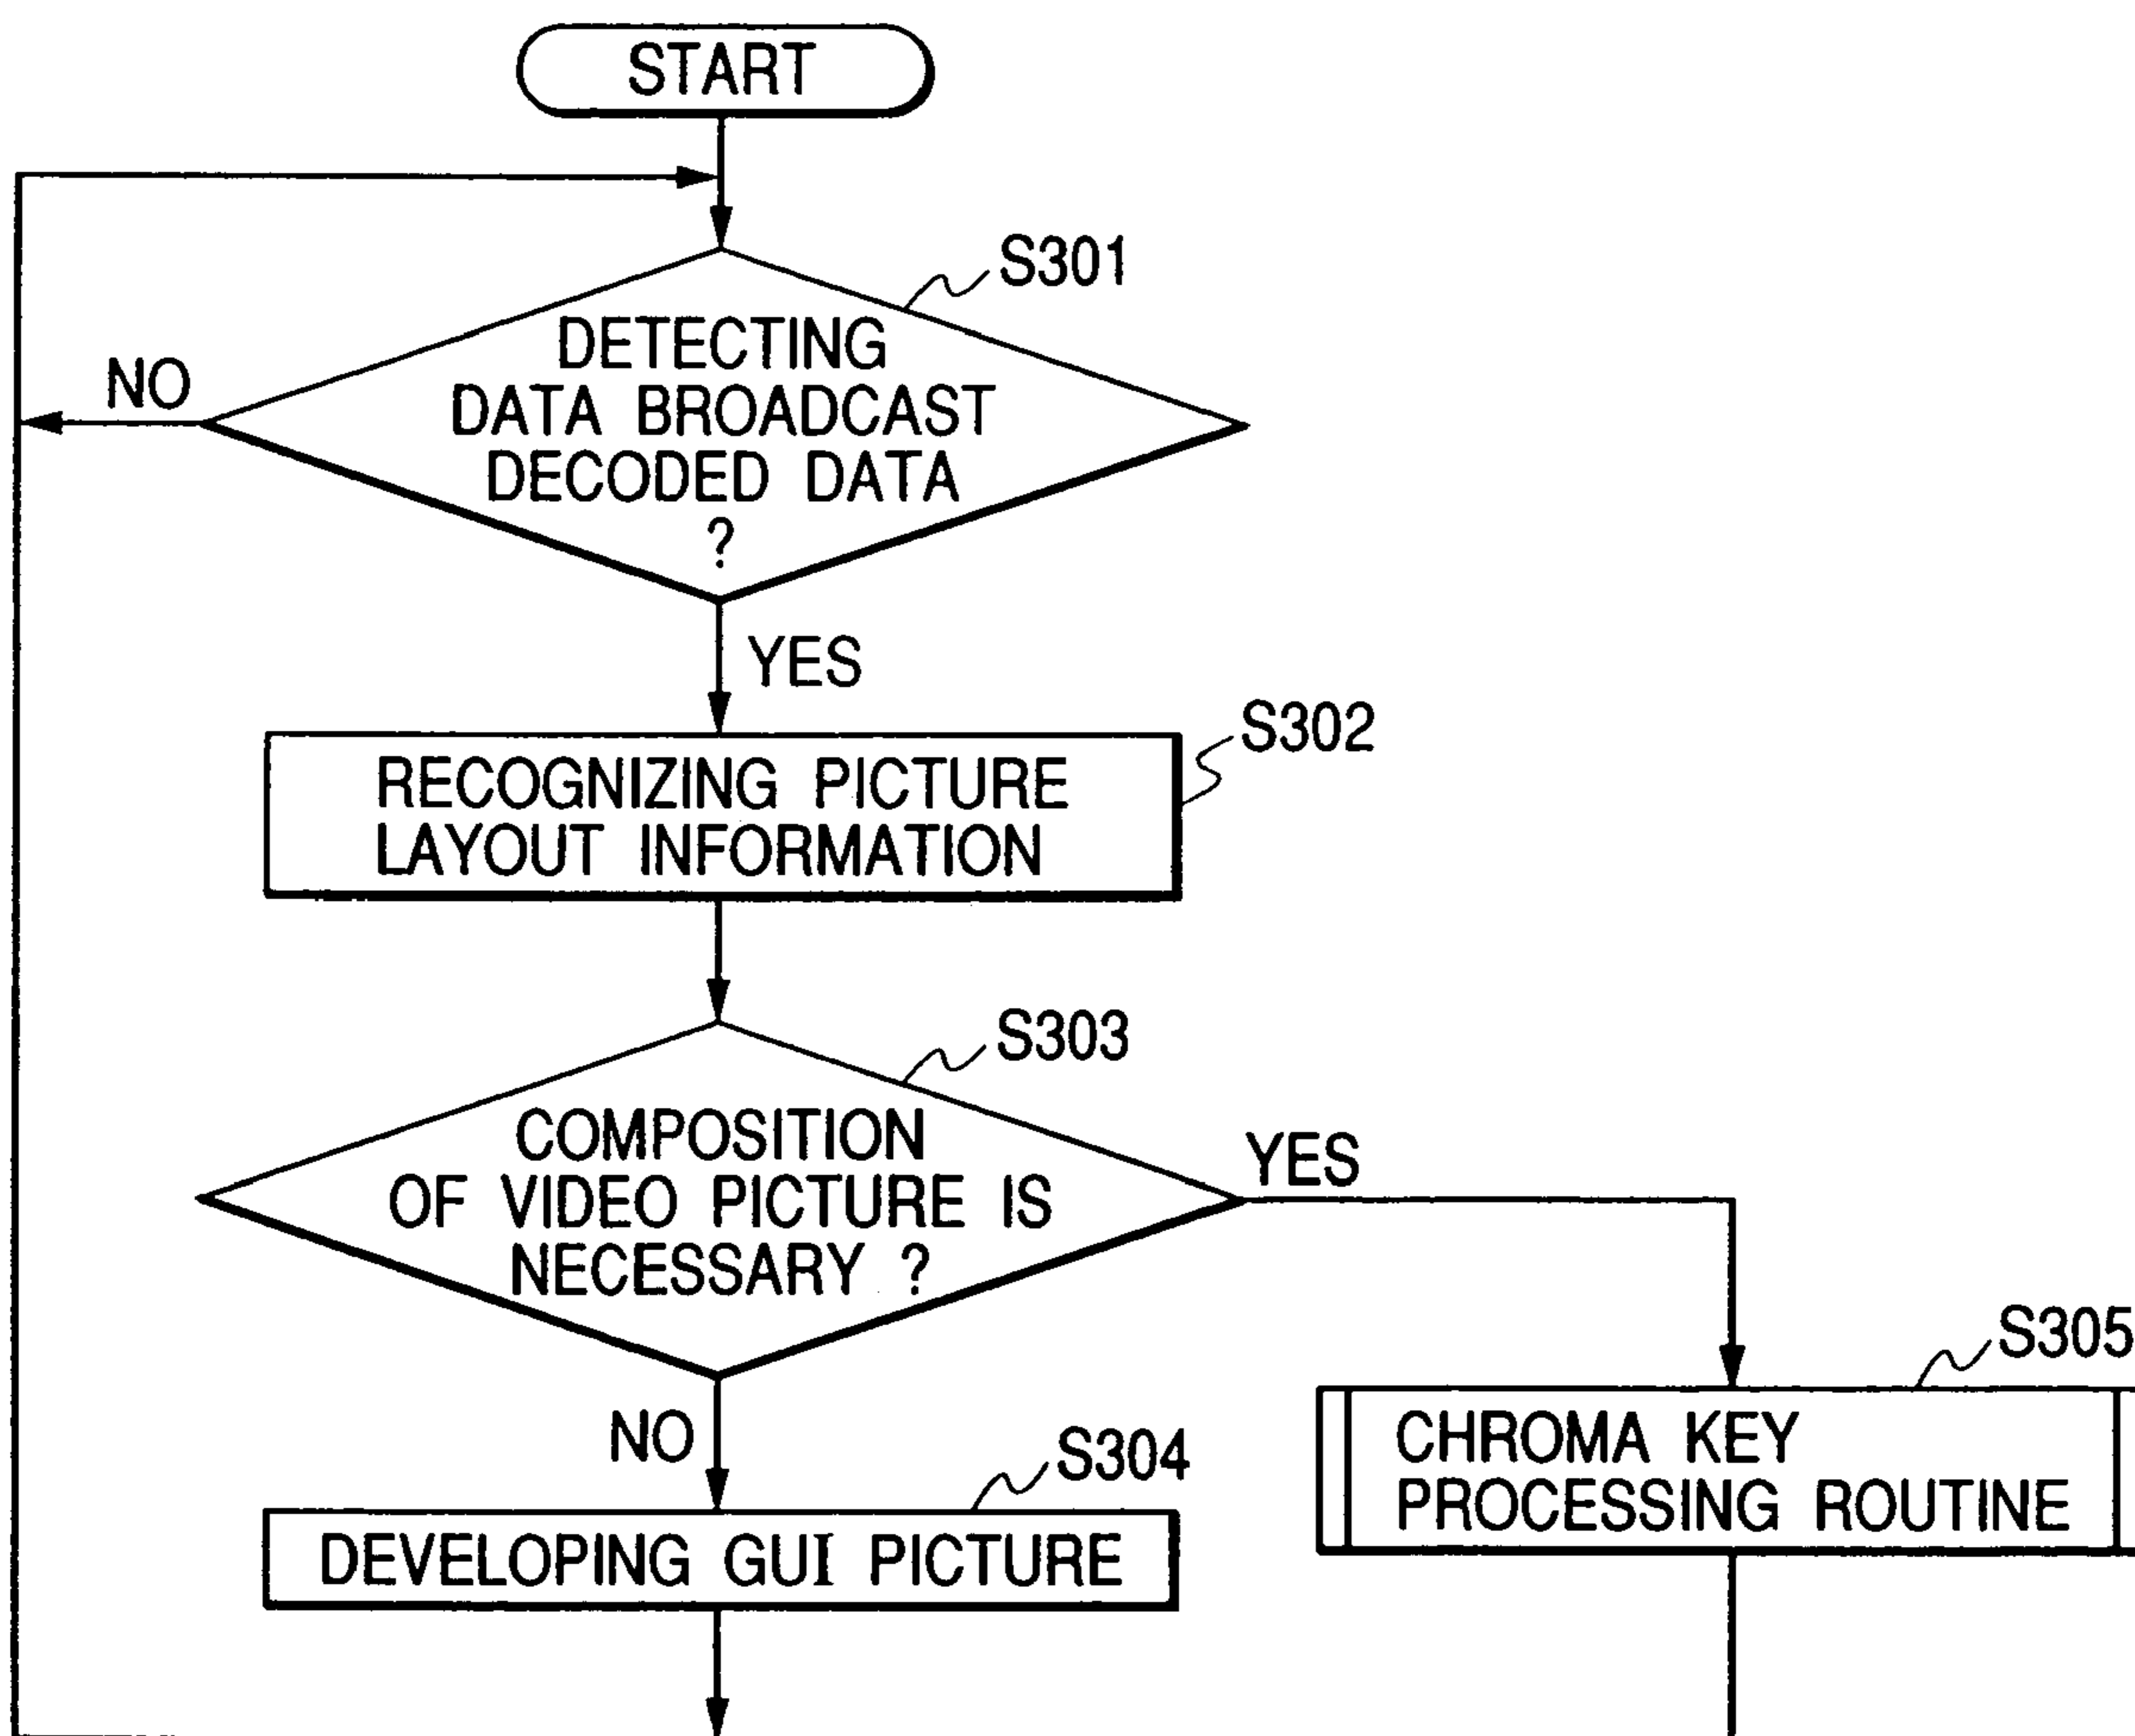 START
S301
DETECTING
DATA BROADCAST
DECODED DATA
?
NO
YES
S302
RECOGNIZING PICTURE
LAYOUT INFORMATION
S303
COMPOSITION
OF VIDEO PICTURE IS
NECESSARY ?
YES
NO
S304
DEVELOPING GUI PICTURE
S305
CHROMA KEY
PROCESSING ROUTINE